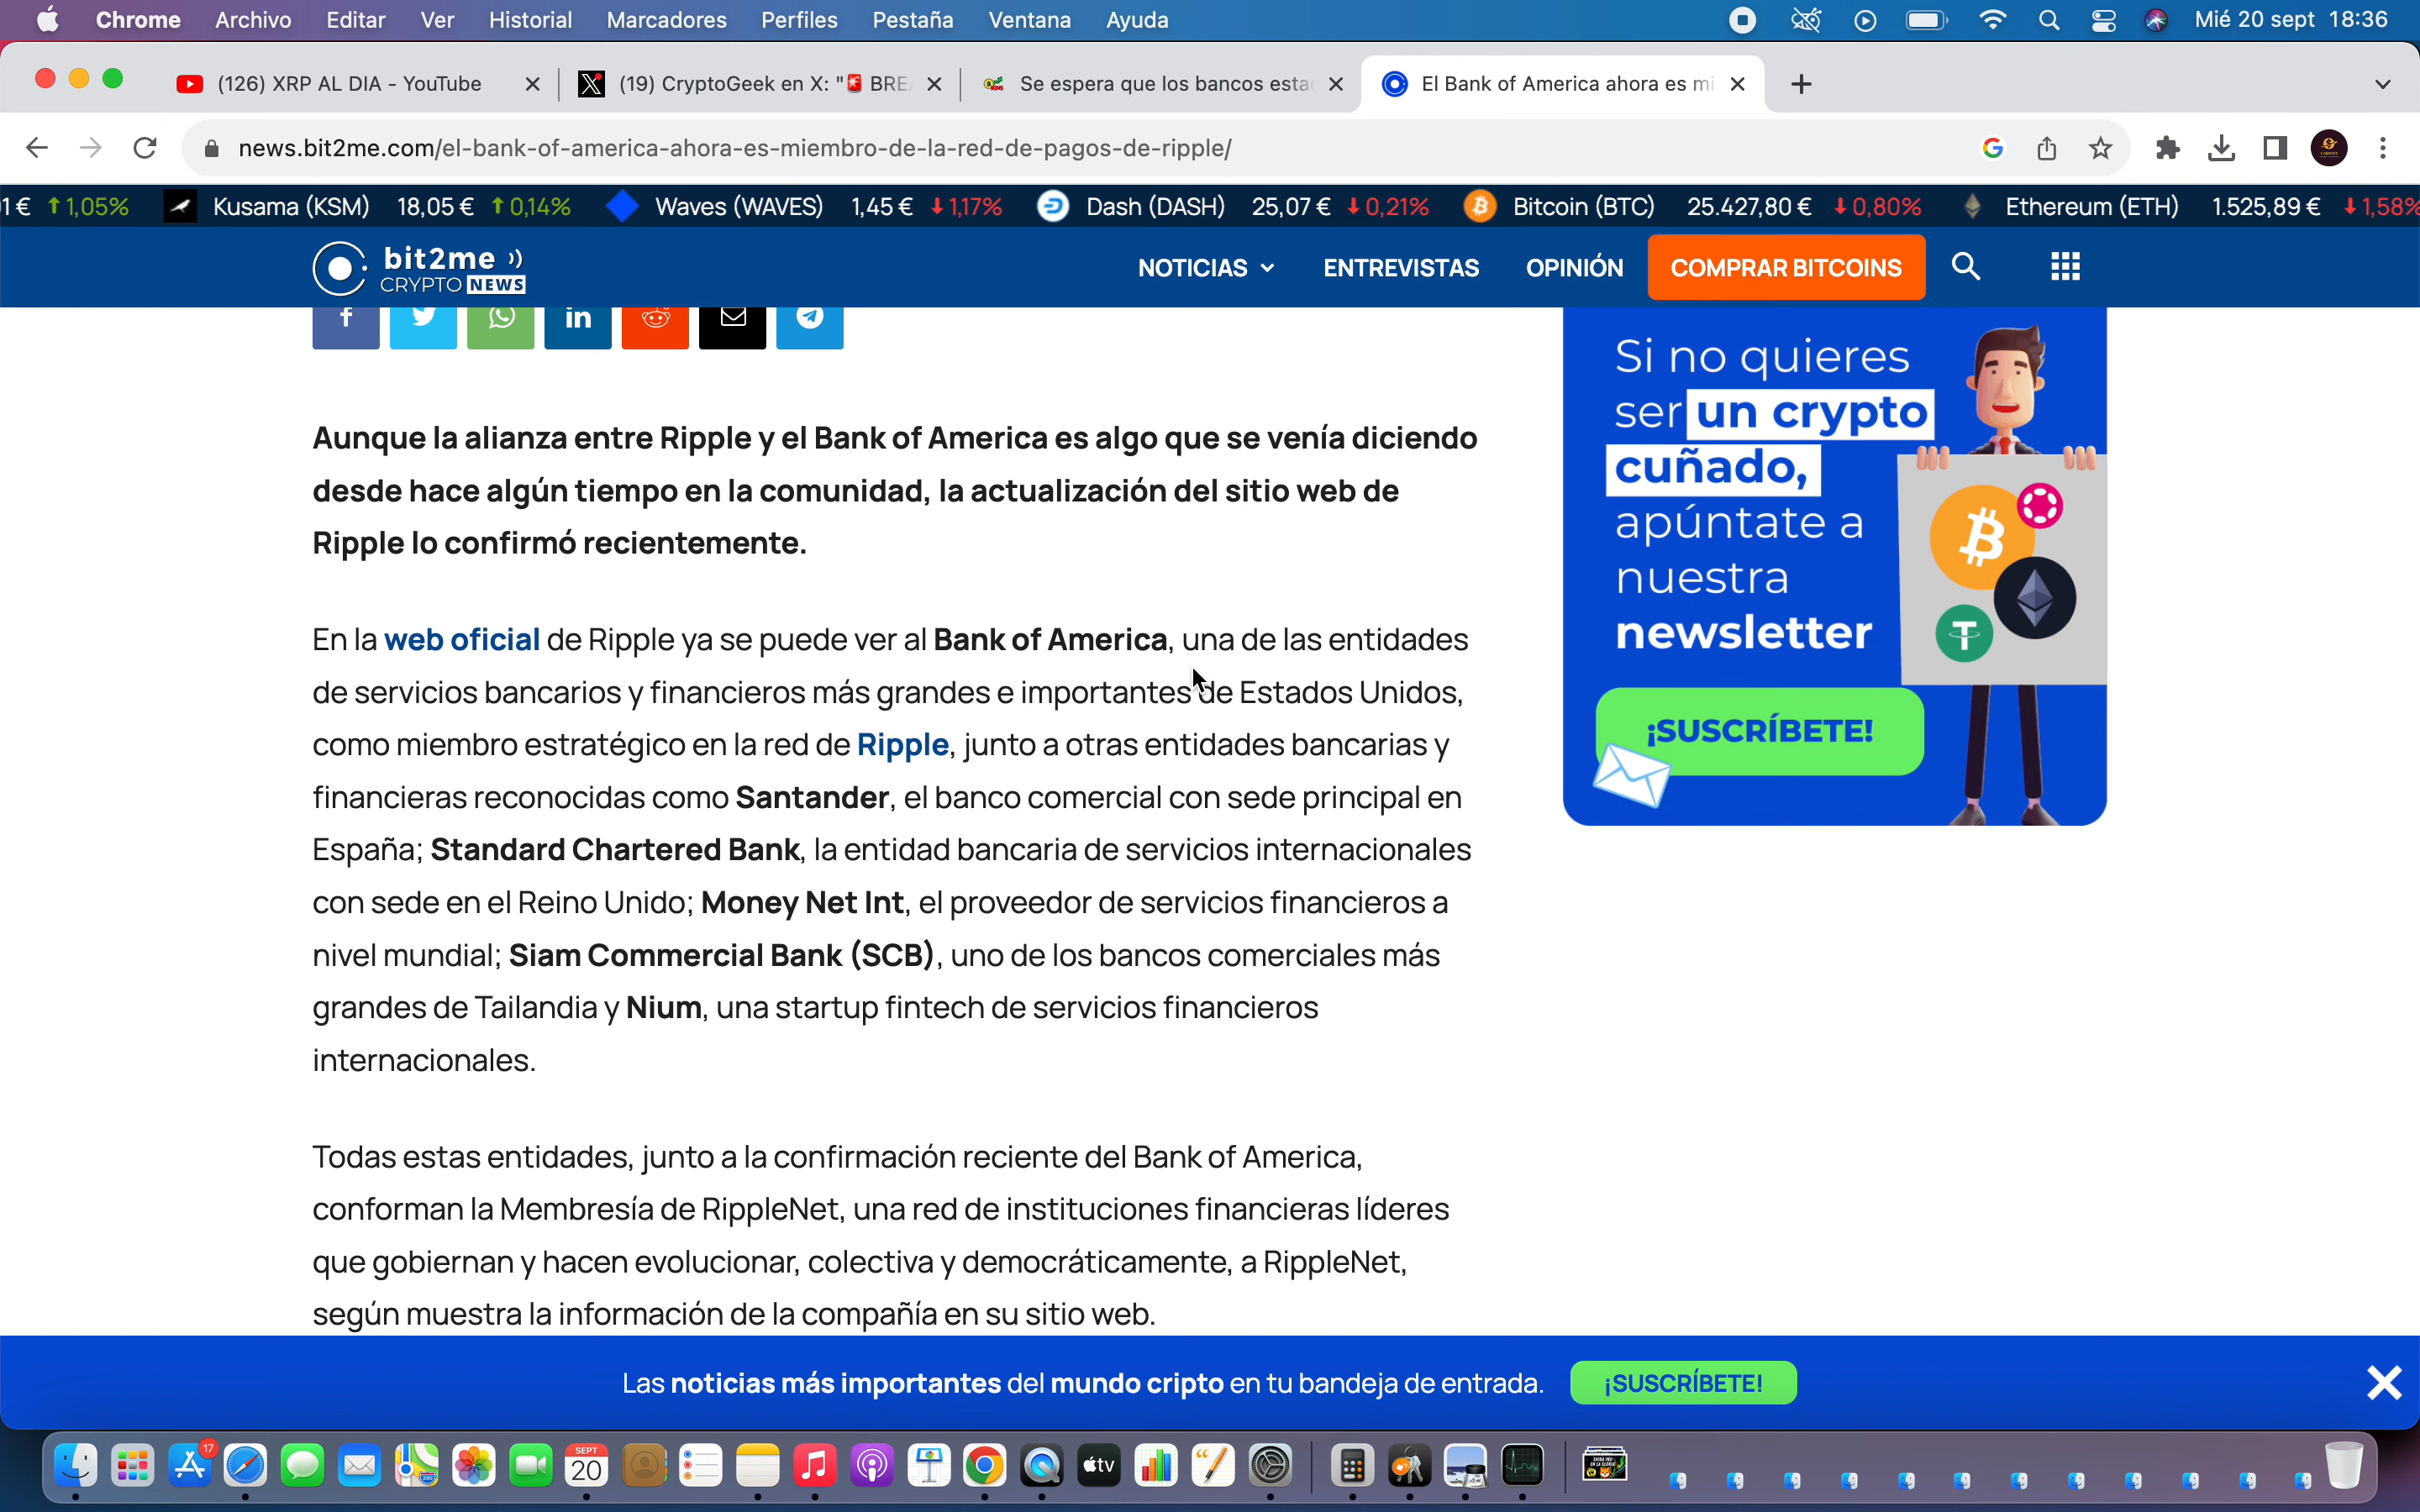 Chrome Archivo Editar Ver Historial Marcadores Perfiles Pestaña Ventana Ayuda Mié 20 sept 18:36
(126) XRP AL DIA - YouTube (19) CryptoGeek en X: "🚨 BREA Se espera que los bancos esta El Bank of America ahora es mi
news.bit2me.com/el-bank-of-america-ahora-es-miembro-de-la-red-de-pagos-de-ripple/
1 € 1,05% Kusama (KSM) 18,05 € 0,14% Waves (WAVES) 1,45 € 1,17% Dash (DASH) 25,07 € 0,21% Bitcoin (BTC) 25.427,80 € 0,80% Ethereum (ETH) 1.525,89 € 1,58%
bit2me
CRYPTO NEWS
NOTICIAS ENTREVISTAS OPINIÓN COMPRAR BITCOINS
Aunque la alianza entre Ripple y el Bank of America es algo que se venía diciendo
desde hace algún tiempo en la comunidad, la actualización del sitio web de
Ripple lo confirmó recientemente.
En la web oficial de Ripple ya se puede ver al Bank of America, una de las entidades
de servicios bancarios y financieros más grandes e importantes de Estados Unidos,
como miembro estratégico en la red de Ripple, junto a otras entidades bancarias y
financieras reconocidas como Santander, el banco comercial con sede principal en
España; Standard Chartered Bank, la entidad bancaria de servicios internacionales
con sede en el Reino Unido; Money Net Int, el proveedor de servicios financieros a
nivel mundial; Siam Commercial Bank (SCB), uno de los bancos comerciales más
grandes de Tailandia y Nium, una startup fintech de servicios financieros
internacionales.
Todas estas entidades, junto a la confirmación reciente del Bank of America,
conforman la Membresía de RippleNet, una red de instituciones financieras líderes
que gobiernan y hacen evolucionar, colectiva y democráticamente, a RippleNet,
según muestra la información de la compañía en su sitio web.
Si no quieres
ser un crypto
cuñado,
apúntate a
nuestra
newsletter
¡SUSCRÍBETE!
Las noticias más importantes del mundo cripto en tu bandeja de entrada. ¡SUSCRÍBETE!
17
SEPT
20
tv